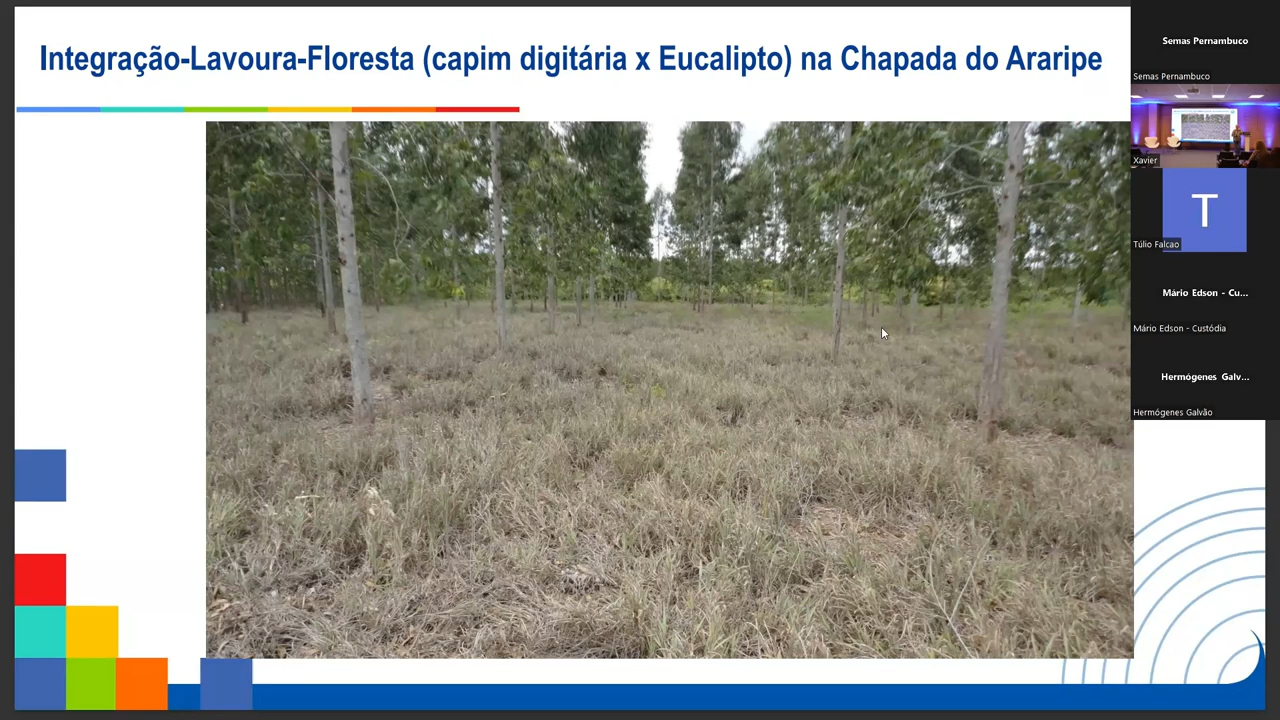 Integração-Lavoura-Floresta (capim digitária x Eucalipto) na Chapada do Araripe
Semas Pernambuco
Semas Pernambuco
Xavier
T
Túlio Falcao
Mário Edson - Cu...
Mário Edson - Custódia
Hermógenes Galv...
Hermógenes Galvão